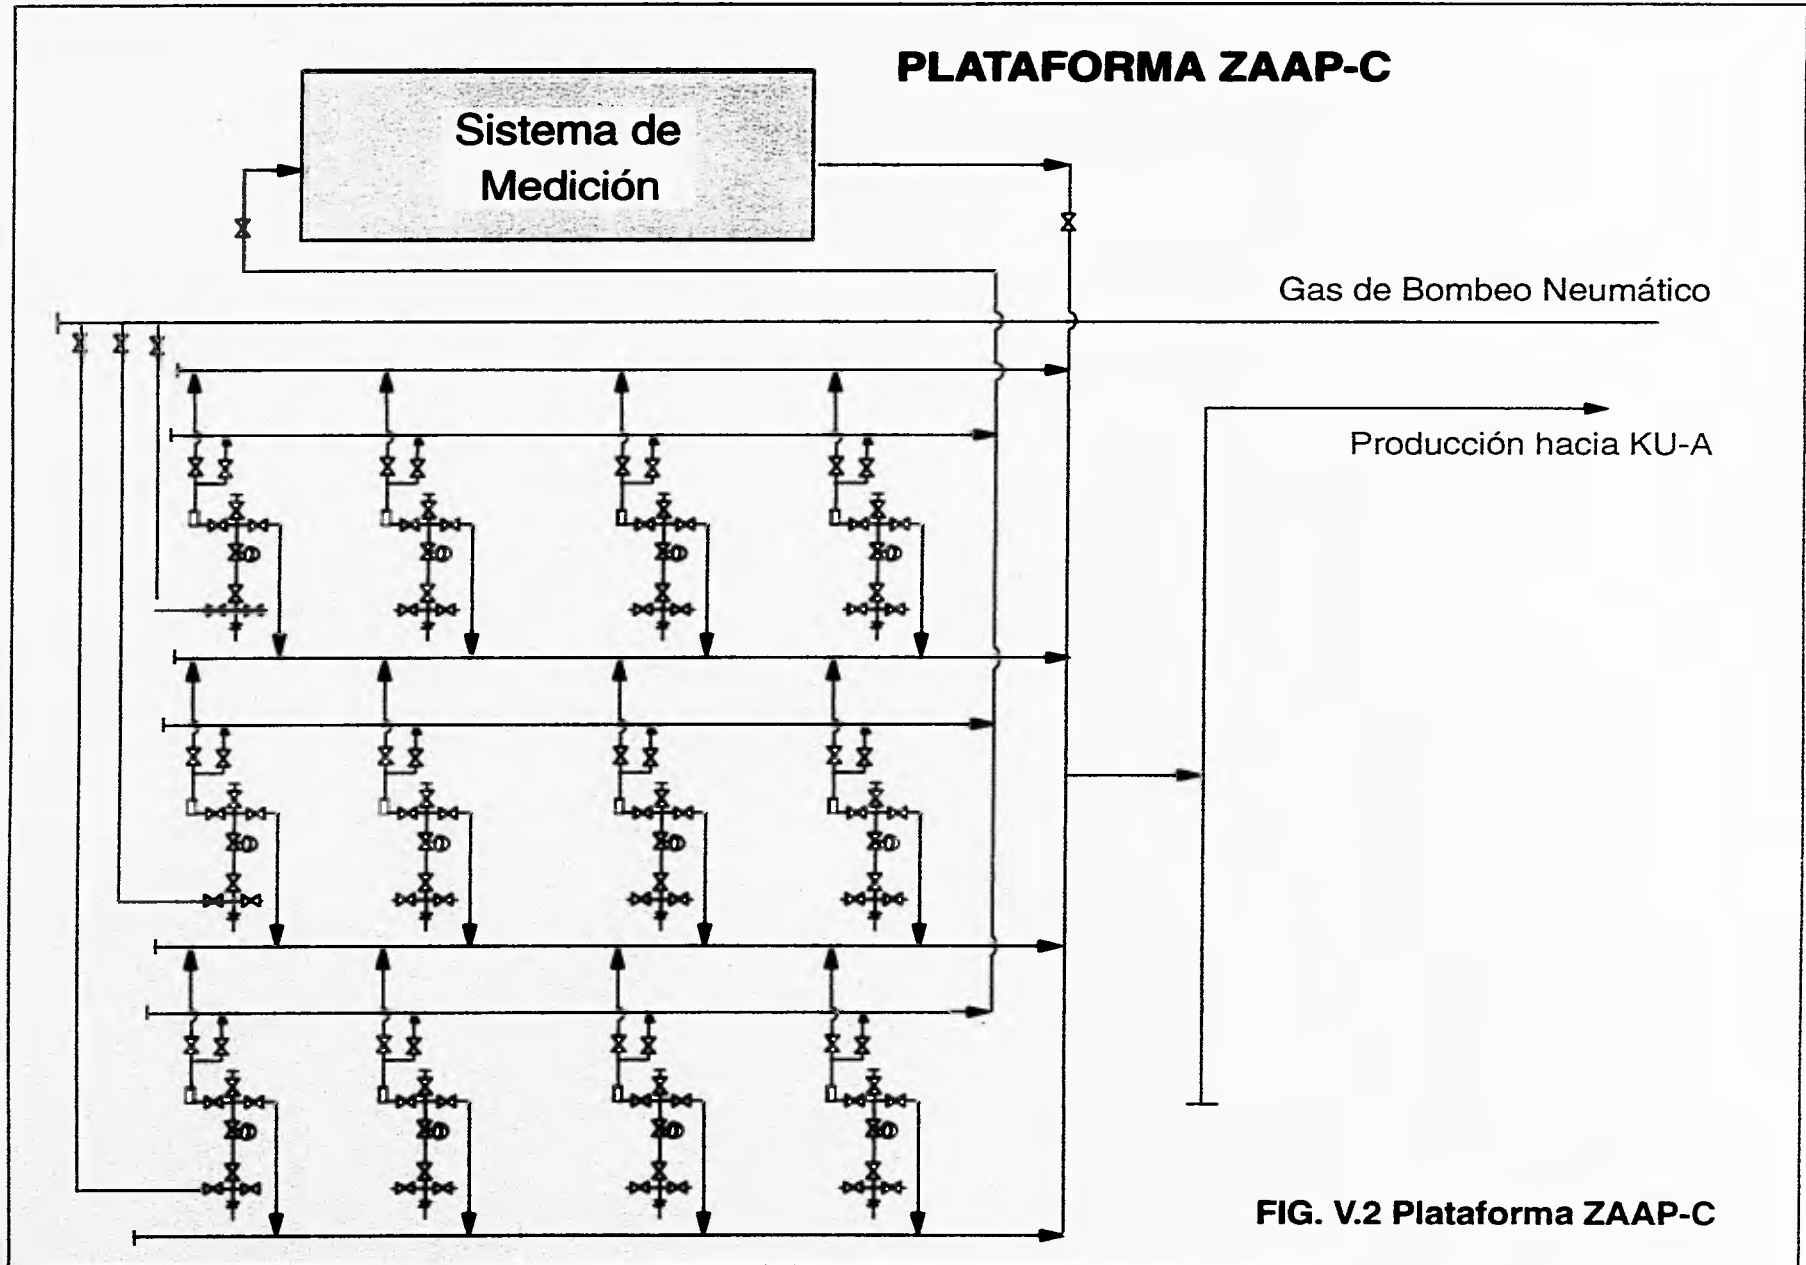 PLATAFORMA ZAAP-C
Sistema de
Medición
Gas de Bombeo Neumático
Producción hacia KU-A
FIG. V.2 Plataforma ZAAP-C